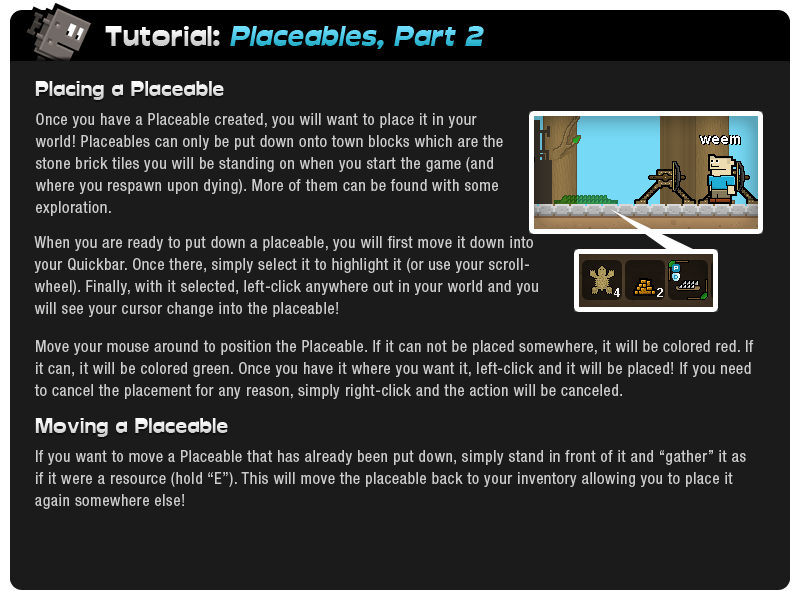 Tutorial: Placeables, Part 2
Placing a Placeable
Once you have a Placeable created, you will want to place it in your
world! Placeables can only be put down onto town blocks which are the
stone brick tiles you will be standing on when you start the game (and
where you respawn upon dying). More of them can be found with some
exploration.
weem
When you are ready to put down a placeable, you will first move it down into
your Quickbar. Once there, simply select it to highlight it (or use your scroll-
wheel). Finally, with it selected, left-click anywhere out in your world and you
will see your cursor change into the placeable!
4 2 P
Move your mouse around to position the Placeable. If it can not be placed somewhere, it will be colored red. If
it can, it will be colored green. Once you have it where you want it, left-click and it will be placed! If you need
to cancel the placement for any reason, simply right-click and the action will be canceled.
Moving a Placeable
If you want to move a Placeable that has already been put down, simply stand in front of it and “gather” it as
if it were a resource (hold “E”). This will move the placeable back to your inventory allowing you to place it
again somewhere else!